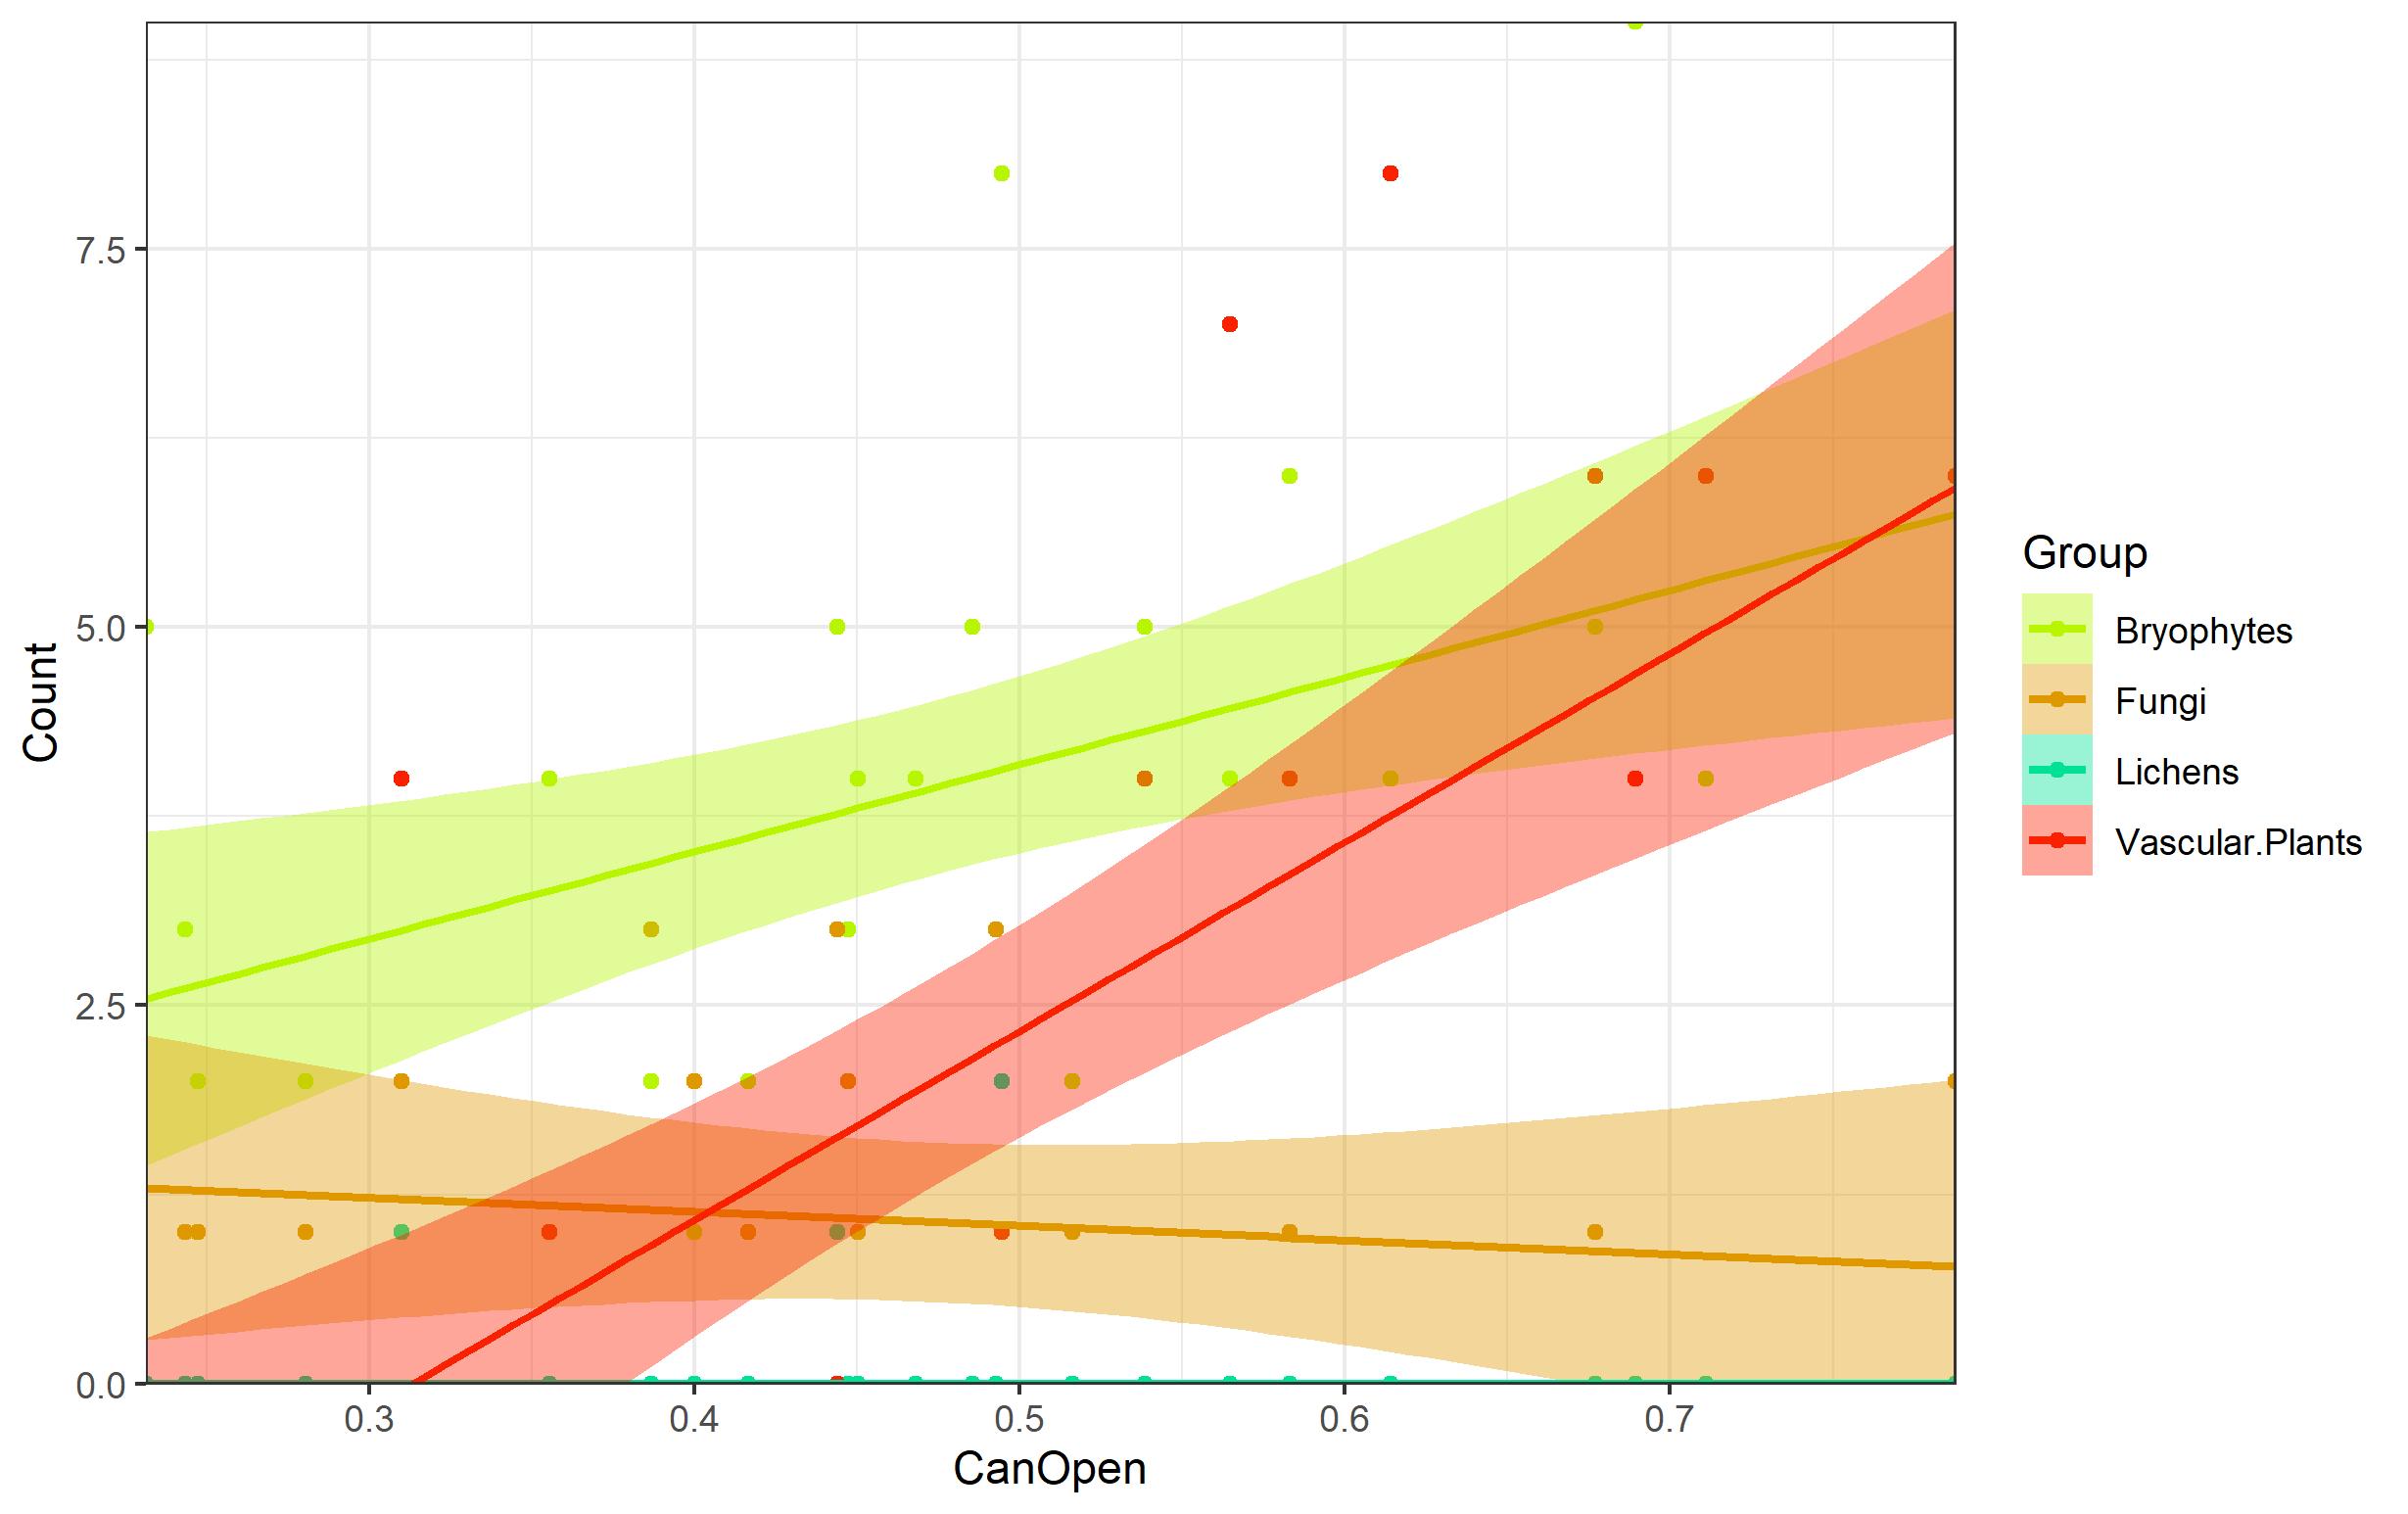 Count
7.5
5.0
2.5
0.0
0.3 0.4 0.5 0.6 0.7
CanOpen
Group
Bryophytes
Fungi
Lichens
Vascular.Plants